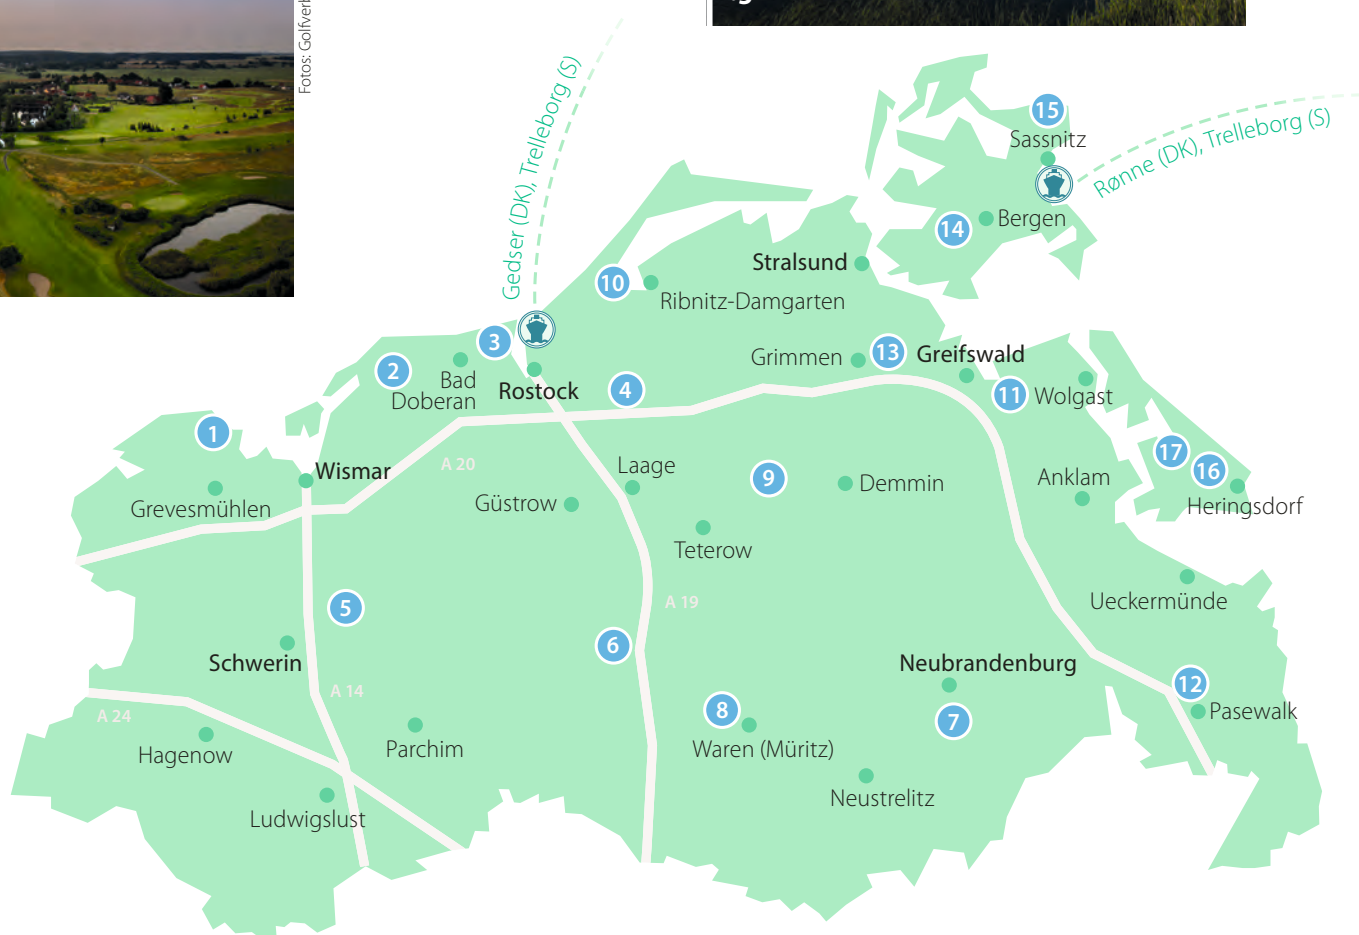 Gedser (DK), Trelleborg (S)
15
Sassnitz
Rønne (DK), Trelleborg (S)
14
Bergen
Stralsund
10
Ribnitz-Damgarten
3
2
Bad
Doberan
Rostock
4
Grimmen
13
Greifswald
11
Wolgast
1
Wismar
A 20
Grevesmühlen
Laage
Güstrow
9
Demmin
Teterow
Anklam
17
16
Heringsdorf
5
A 19
Ueckermünde
6
Schwerin
A 14
A 24
Hagenow
Parchim
Ludwigslust
8
Waren (Müritz)
Neubrandenburg
7
12
Pasewalk
Neustrelitz